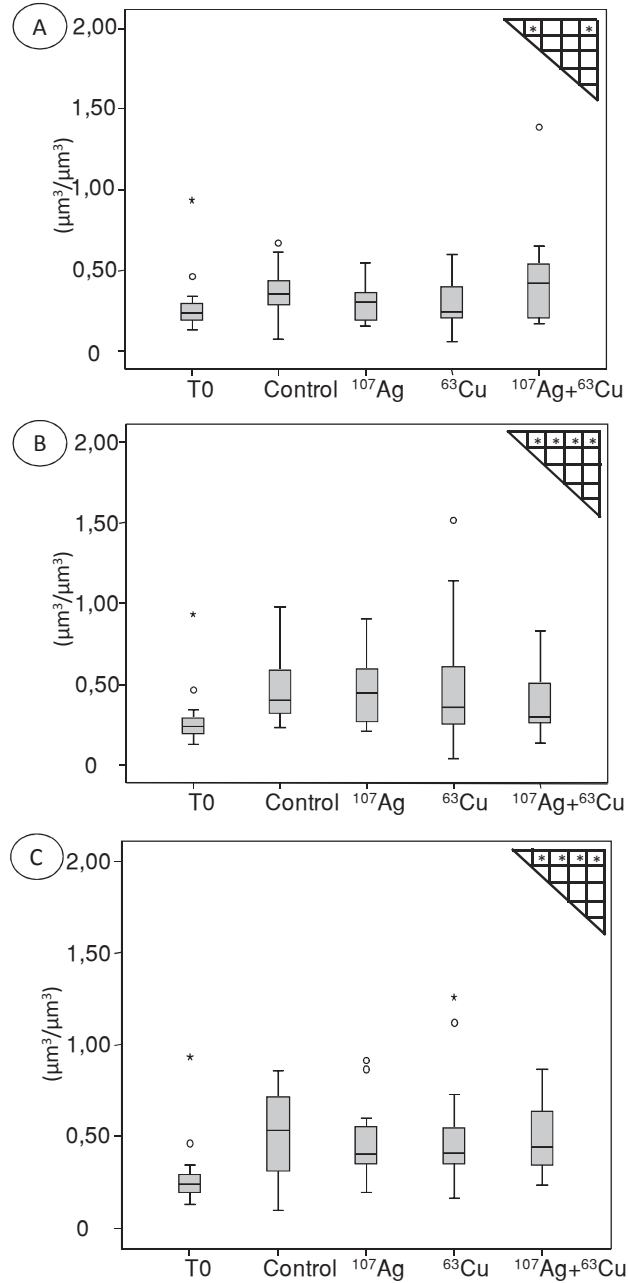 A
2,00
* *
1,50
(µm³/µm³)
1,00
0,50
0
T0 Control ¹⁰⁷Ag ⁶³Cu ¹⁰⁷Ag+⁶³Cu
B
2,00
* * * *
1,50
(µm³/µm³)
1,00
0,50
0
T0 Control ¹⁰⁷Ag ⁶³Cu ¹⁰⁷Ag+⁶³Cu
C
2,00
* * * *
1,50
(µm³/µm³)
1,00
0,50
0
T0 Control ¹⁰⁷Ag ⁶³Cu ¹⁰⁷Ag+⁶³Cu